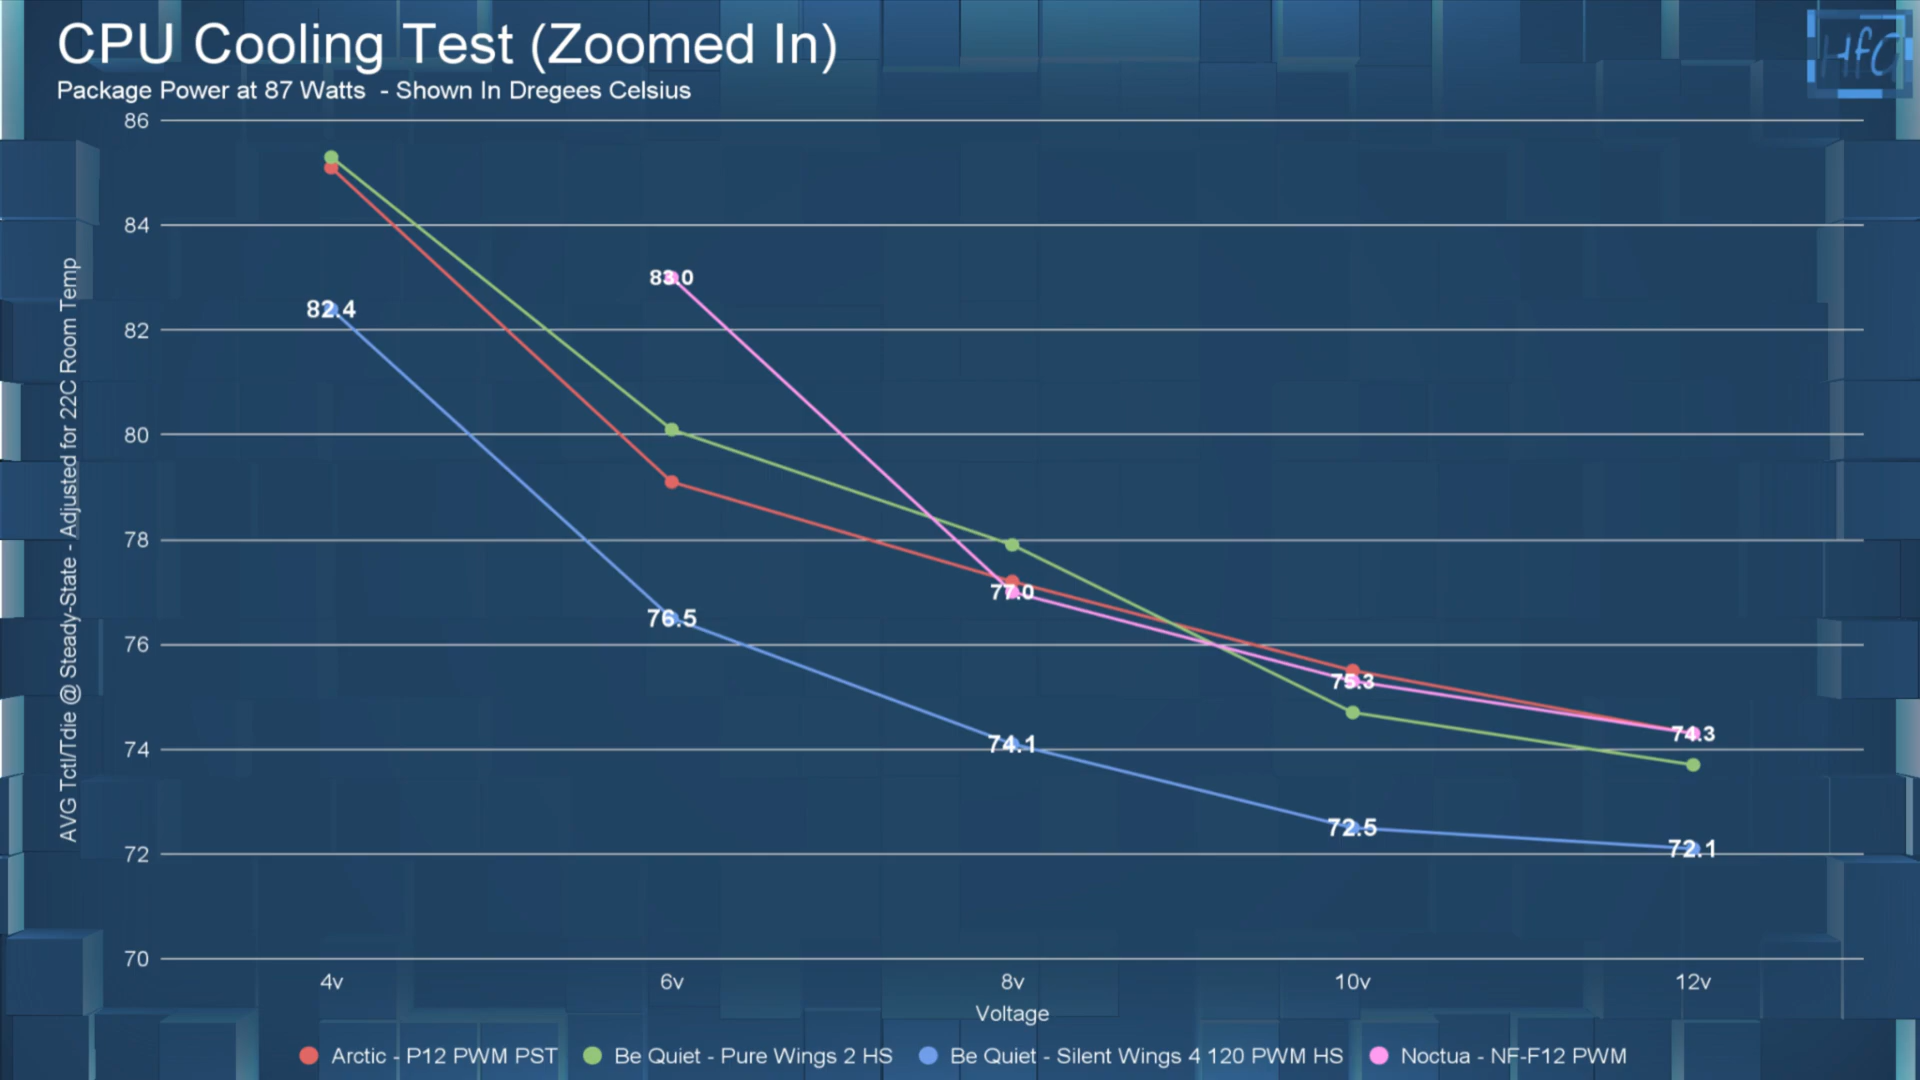 CPU Cooling Test (Zoomed In)
Package Power at 87 Watts - Shown In Dregees Celsius
HfG
AVG Tctl/Tdie @ Steady-State - Adjusted for 22C Room Temp
86
84
82
80
78
76
74
72
70
83.0
82.4
77.0
76.5
75.3
74.3
74.1
72.5
72.1
4v
6v
8v
10v
12v
Voltage
Arctic - P12 PWM PST
Be Quiet - Pure Wings 2 HS
Be Quiet - Silent Wings 4 120 PWM HS
Noctua - NF-F12 PWM